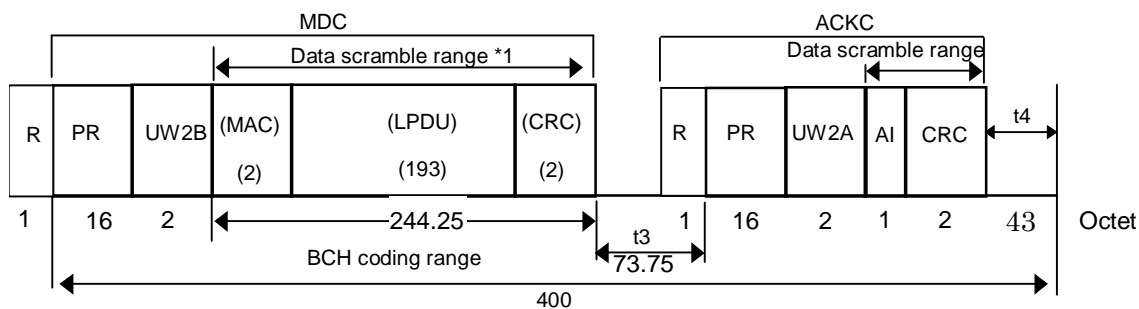 MDC
ACKC
Data scramble range *1
Data scramble range
R
PR
UW2B
(MAC)
(2)
(LPDU)
(193)
(CRC)
(2)
R
PR
UW2A
AI
CRC
t4
1
16
2
244.25
t3
73.75
1
16
2
1
2
43
Octet
BCH coding range
400